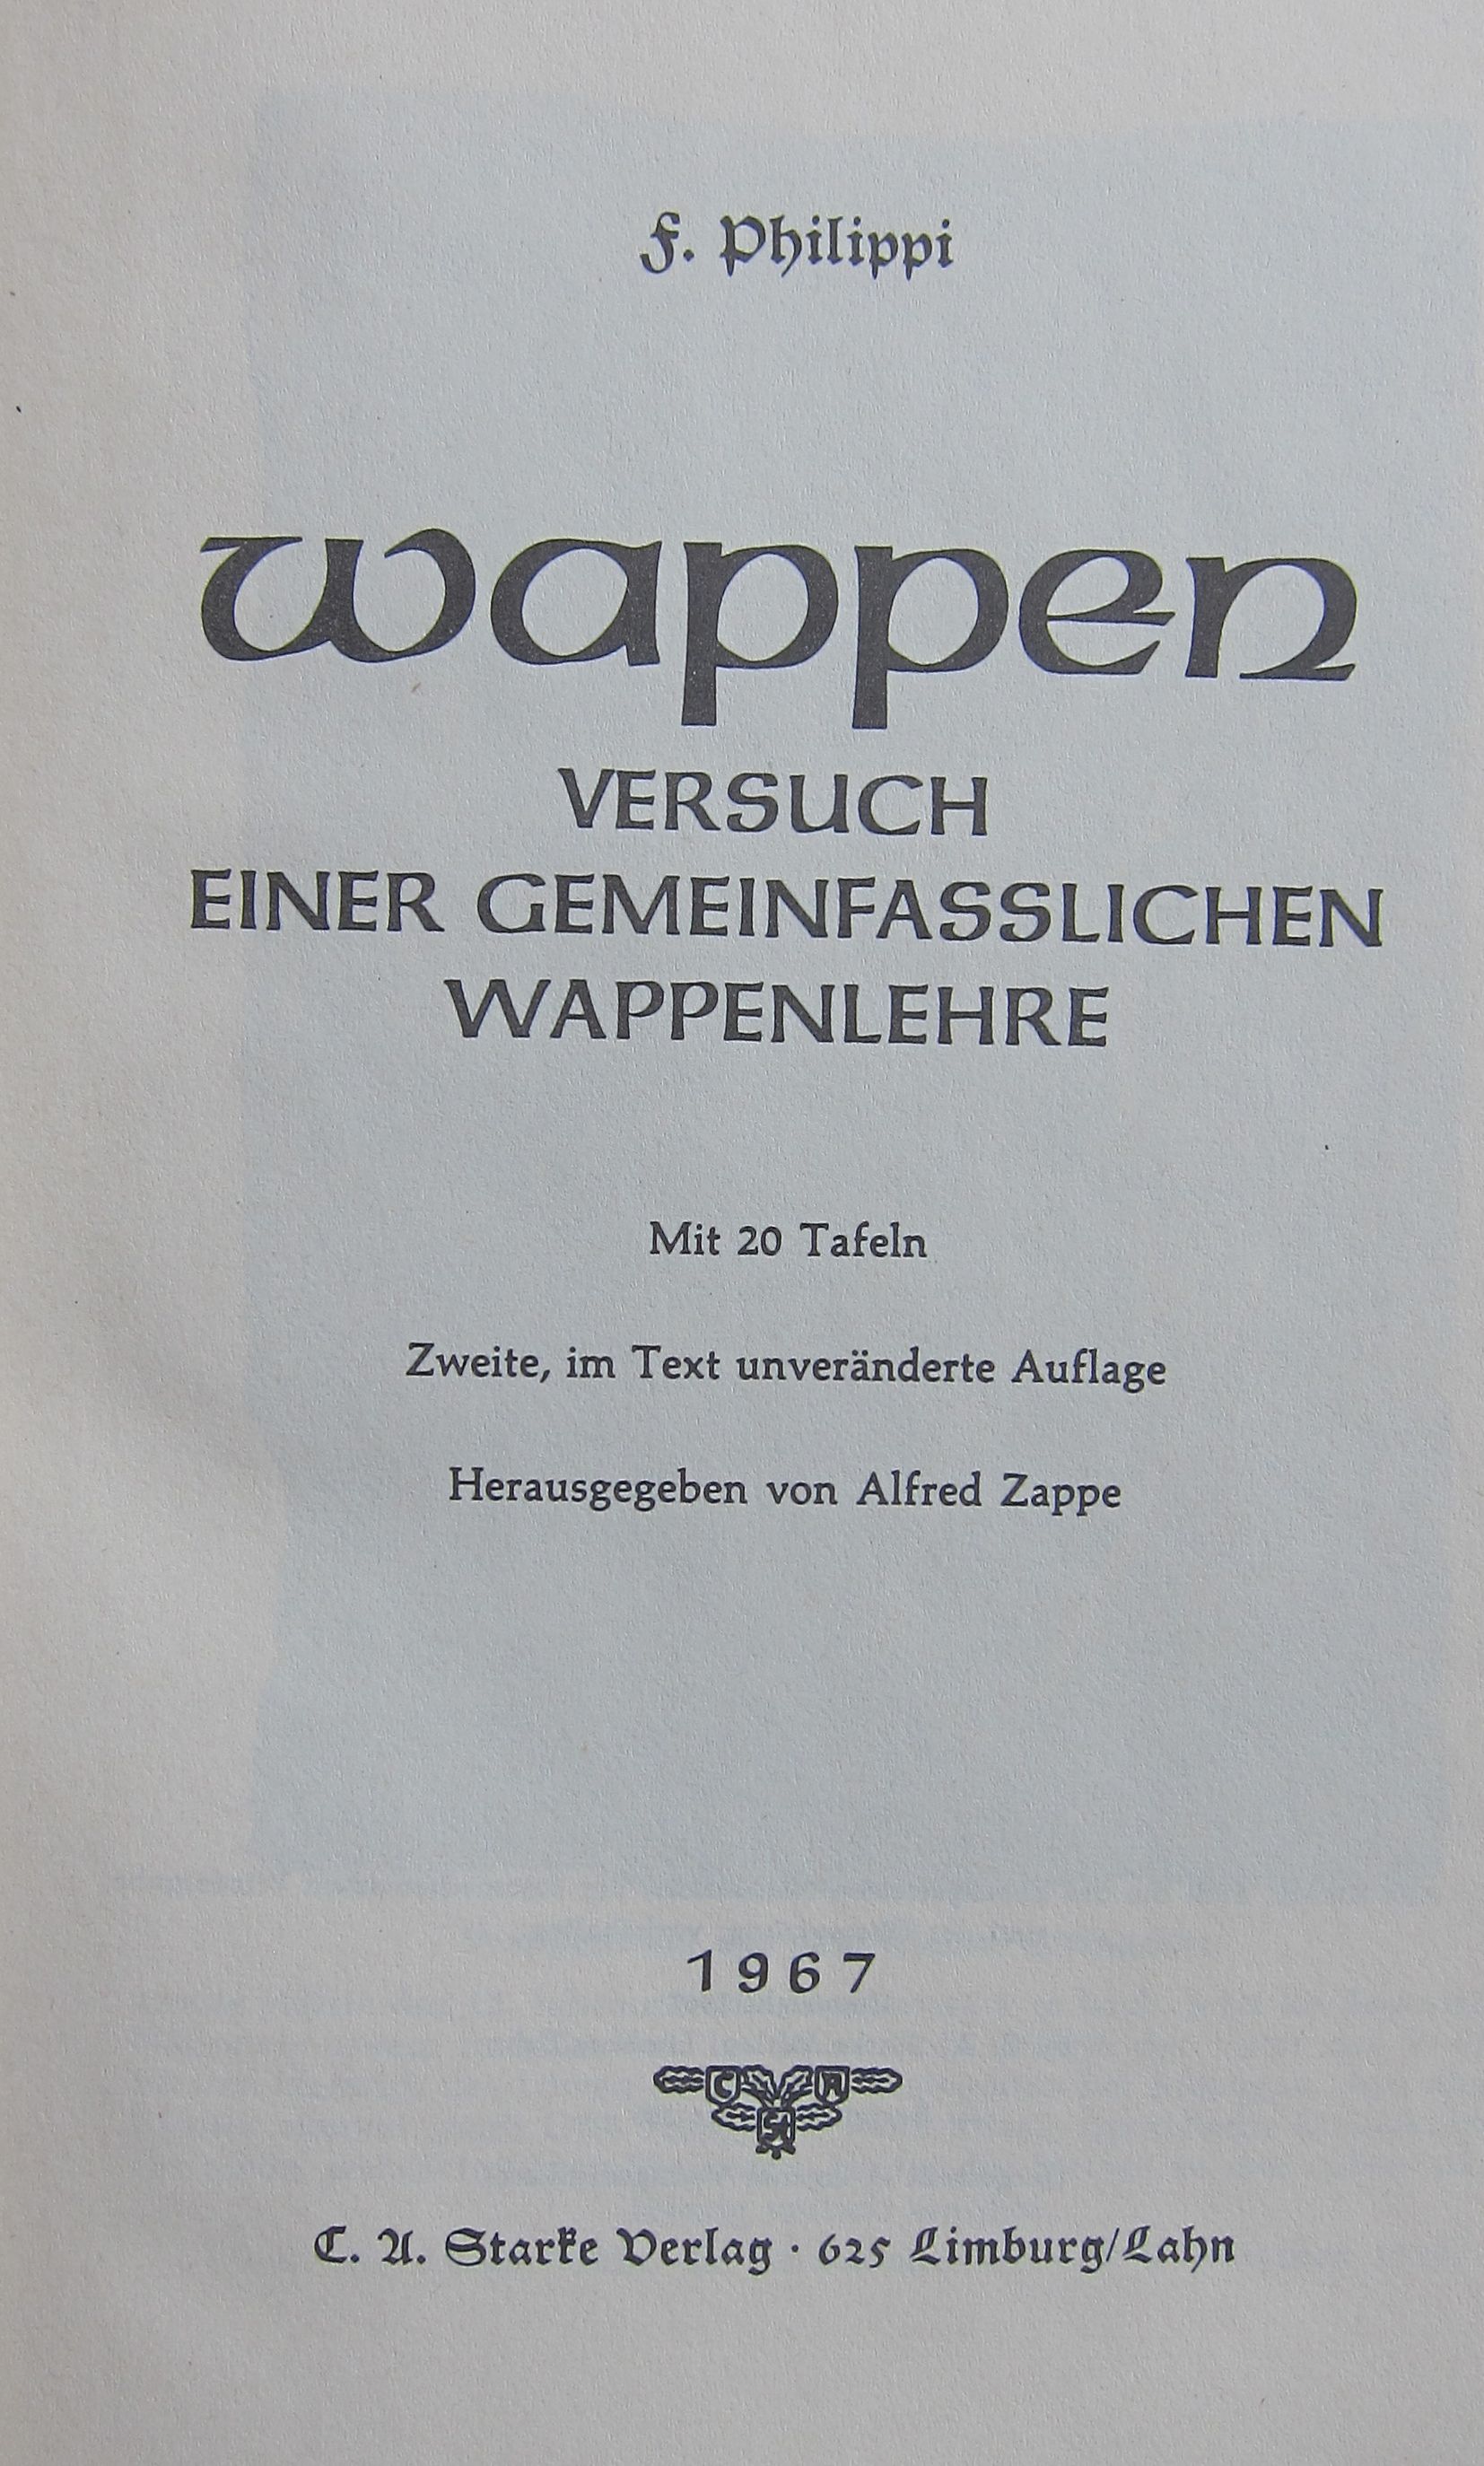 F. Philippi
wappen
VERSUCH
EINER GEMEINFASSLICHEN
WAPPENLEHRE
Mit 20 Tafeln
Zweite, im Text unveränderte Auflage
Herausgegeben von Alfred Zappe
1967
C A
St
C. A. Starke Verlag · 625 Limburg/Lahn